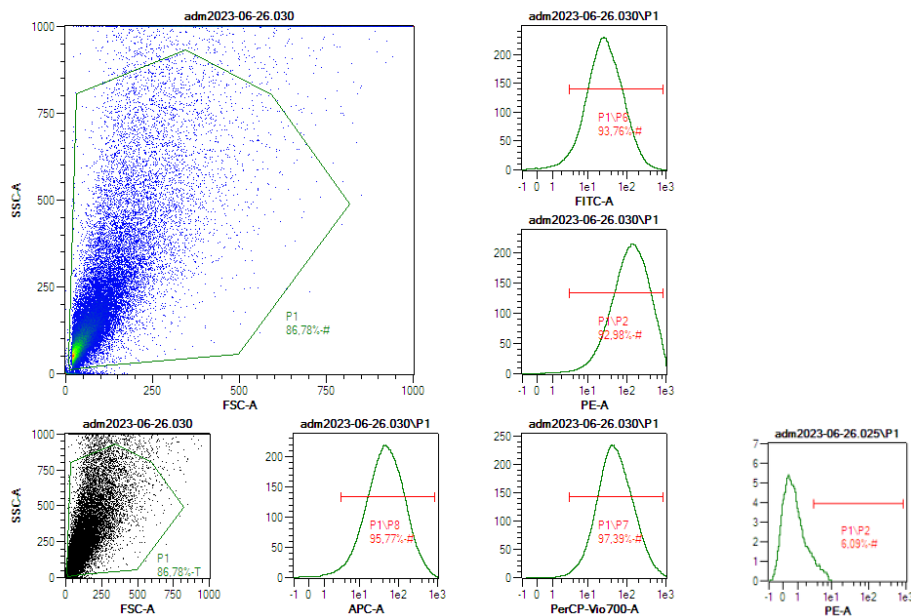 adm2023-06-26.030
1000
750
500
250
0
SSC-A
P1
86,78%-#
0 250 500 750 1000
FSC-A
adm2023-06-26.030\P1
200
150
100
50
0
P1\P6
93,76%-#
-1 0 1 1e1 1e2 1e3
FITC-A
adm2023-06-26.030\P1
200
150
100
50
0
P1\P2
92,98%-#
-1 0 1 1e1 1e2 1e3
PE-A
adm2023-06-26.030
1000
750
500
250
0
SSC-A
P1
86,78%-T
0 250 500 750 1000
FSC-A
adm2023-06-26.030\P1
200
150
100
50
0
P1\P8
95,77%-#
-1 0 1 1e1 1e2 1e3
APC-A
adm2023-06-26.030\P1
250
200
150
100
50
0
P1\P7
97,39%-#
-1 0 1 1e1 1e2 1e3
PerCP-Vio700-A
adm2023-06-26.025\P1
7
6
5
4
3
2
1
0
P1\P2
6,09%-#
-1 0 1 1e1 1e2 1e3
PE-A